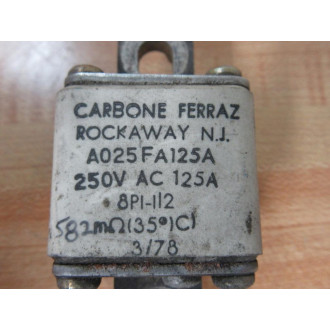 CARBONE FERRAZ
ROCKAWAY N.J.
A025FA125A
250V AC 125A
8PI-112
.582mΩ(35°)C)
3/78